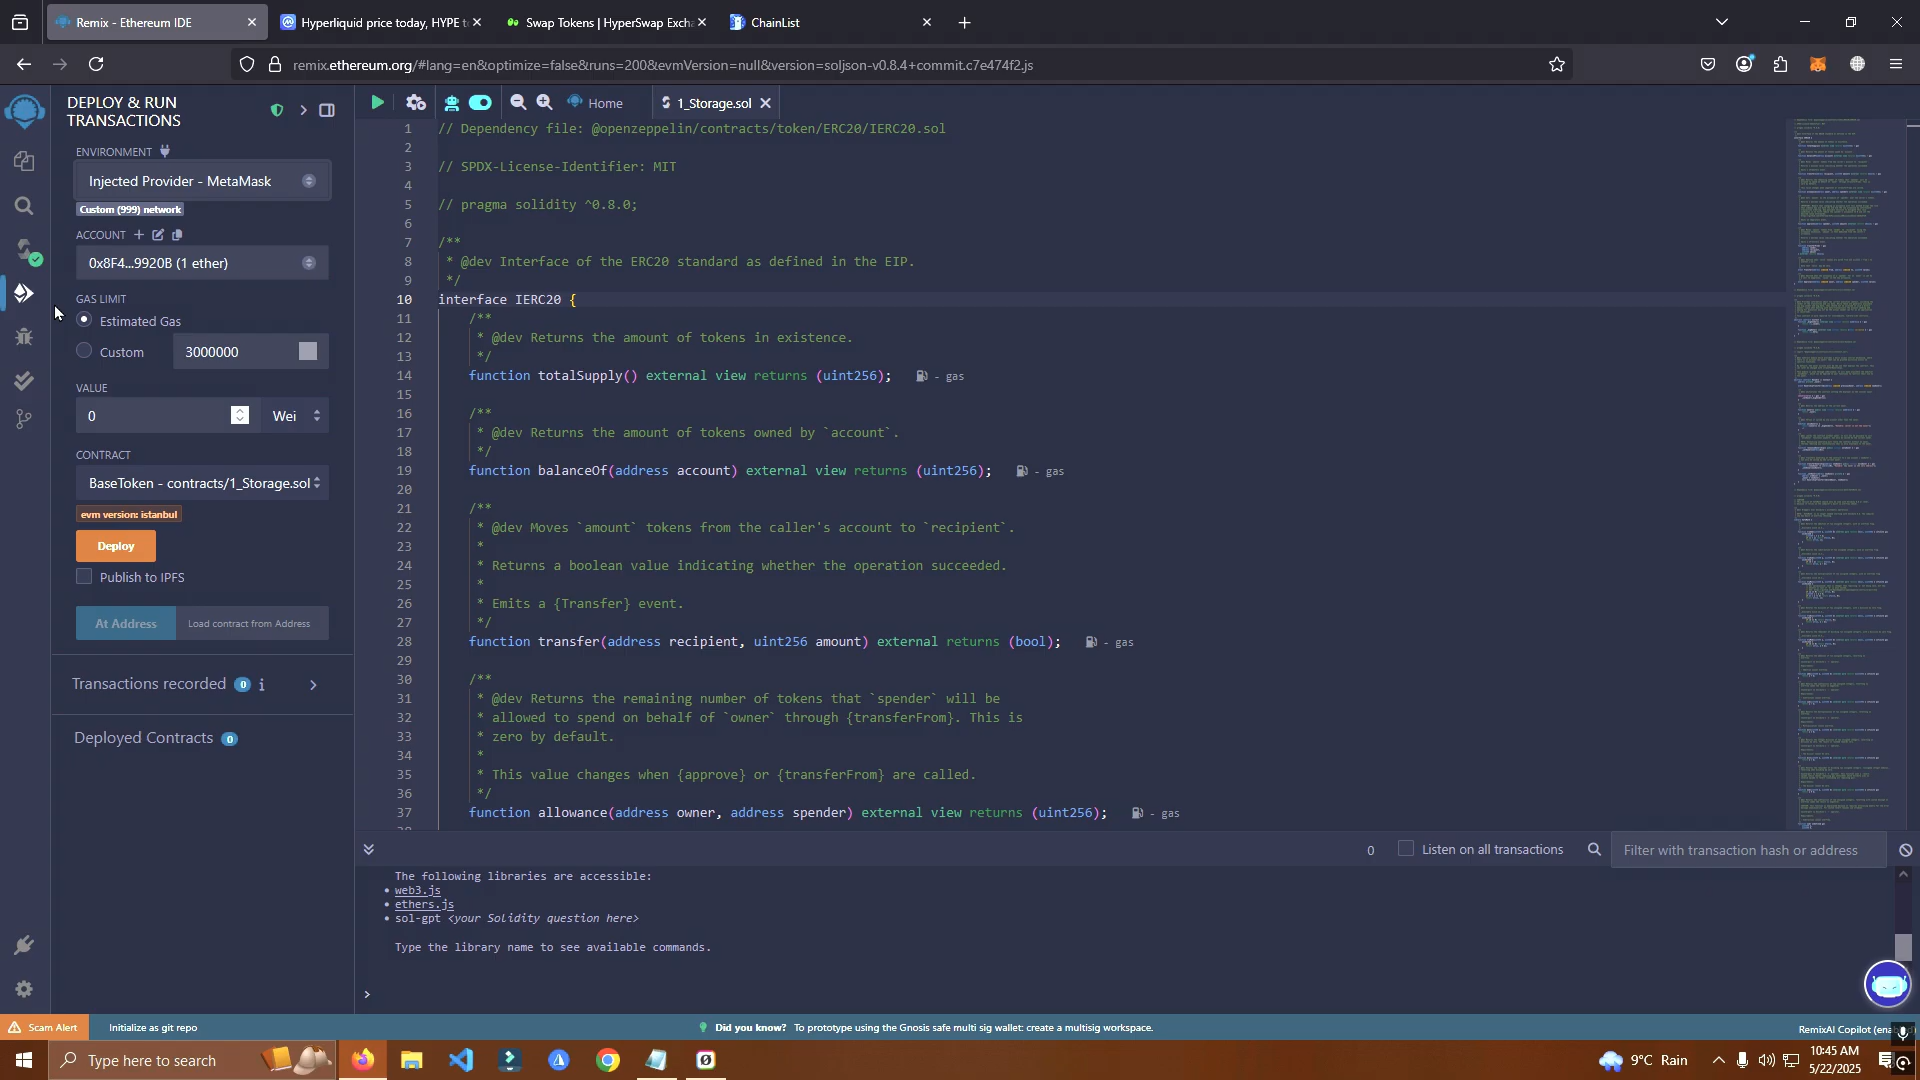 Remix - Ethereum IDE
Hyperliquid price today, HYPE t
Swap Tokens | HyperSwap Excha
ChainList
remix.ethereum.org/#lang=en&optimize=false&runs=200&evmVersion=null&version=soljson-v0.8.4+commit.c7e474f2.js
DEPLOY & RUN
TRANSACTIONS
ENVIRONMENT
Injected Provider - MetaMask
Custom (999) network
ACCOUNT
0x8F4...9920B (1 ether)
GAS LIMIT
Estimated Gas
Custom
3000000
VALUE
0
Wei
CONTRACT
BaseToken - contracts/1_Storage.sol
evm version: istanbul
Deploy
Publish to IPFS
At Address
Load contract from Address
Transactions recorded 0 i
Deployed Contracts 0
Home
1_Storage.sol
1 // Dependency file: @openzeppelin/contracts/token/ERC20/IERC20.sol
2
3 // SPDX-License-Identifier: MIT
4
5 // pragma solidity ^0.8.0;
6
7 /**
8 * @dev Interface of the ERC20 standard as defined in the EIP.
9 */
10 interface IERC20 {
11 /**
12 * @dev Returns the amount of tokens in existence.
13 */
14 function totalSupply() external view returns (uint256); - gas
15
16 /**
17 * @dev Returns the amount of tokens owned by `account`.
18 */
19 function balanceOf(address account) external view returns (uint256); - gas
20
21 /**
22 * @dev Moves `amount` tokens from the caller's account to `recipient`.
23 *
24 * Returns a boolean value indicating whether the operation succeeded.
25 *
26 * Emits a {Transfer} event.
27 */
28 function transfer(address recipient, uint256 amount) external returns (bool); - gas
29
30 /**
31 * @dev Returns the remaining number of tokens that `spender` will be
32 * allowed to spend on behalf of `owner` through {transferFrom}. This is
33 * zero by default.
34 *
35 * This value changes when {approve} or {transferFrom} are called.
36 */
37 function allowance(address owner, address spender) external view returns (uint256); - gas
38
0
Listen on all transactions
Filter with transaction hash or address
The following libraries are accessible:
• web3.js
• ethers.js
• sol-gpt <your Solidity question here>
Type the library name to see available commands.
>
Scam Alert
Initialize as git repo
Did you know? To prototype using the Gnosis safe multi sig wallet: create a multisig workspace.
RemixAI Copilot (ena
Type here to search
9°C Rain
10:45 AM
5/22/2025